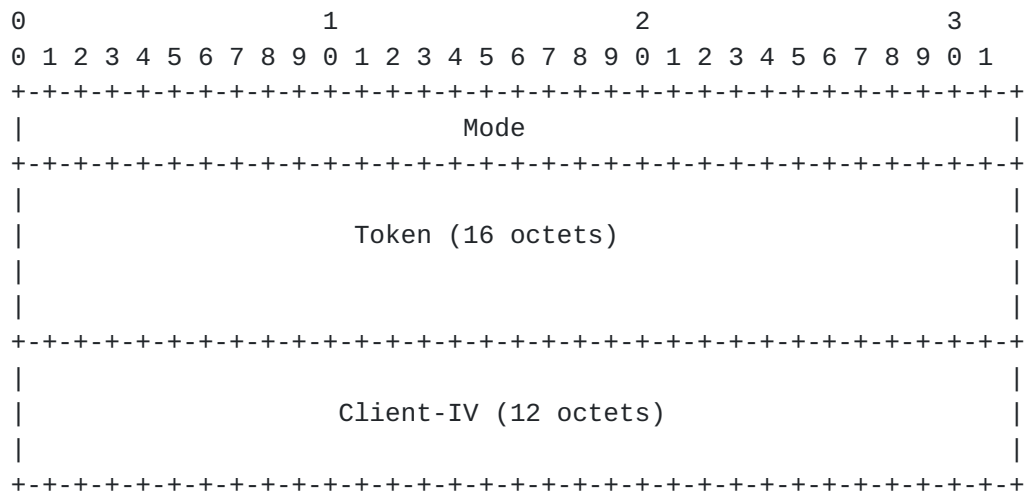 0                   1                   2                   3
0 1 2 3 4 5 6 7 8 9 0 1 2 3 4 5 6 7 8 9 0 1 2 3 4 5 6 7 8 9 0 1
+-+-+-+-+-+-+-+-+-+-+-+-+-+-+-+-+-+-+-+-+-+-+-+-+-+-+-+-+-+-+-+-+
|                            Mode                               |
+-+-+-+-+-+-+-+-+-+-+-+-+-+-+-+-+-+-+-+-+-+-+-+-+-+-+-+-+-+-+-+-+
|                                                               |
|                     Token (16 octets)                         |
|                                                               |
|                                                               |
+-+-+-+-+-+-+-+-+-+-+-+-+-+-+-+-+-+-+-+-+-+-+-+-+-+-+-+-+-+-+-+-+
|                                                               |
|                    Client-IV (12 octets)                      |
|                                                               |
+-+-+-+-+-+-+-+-+-+-+-+-+-+-+-+-+-+-+-+-+-+-+-+-+-+-+-+-+-+-+-+-+